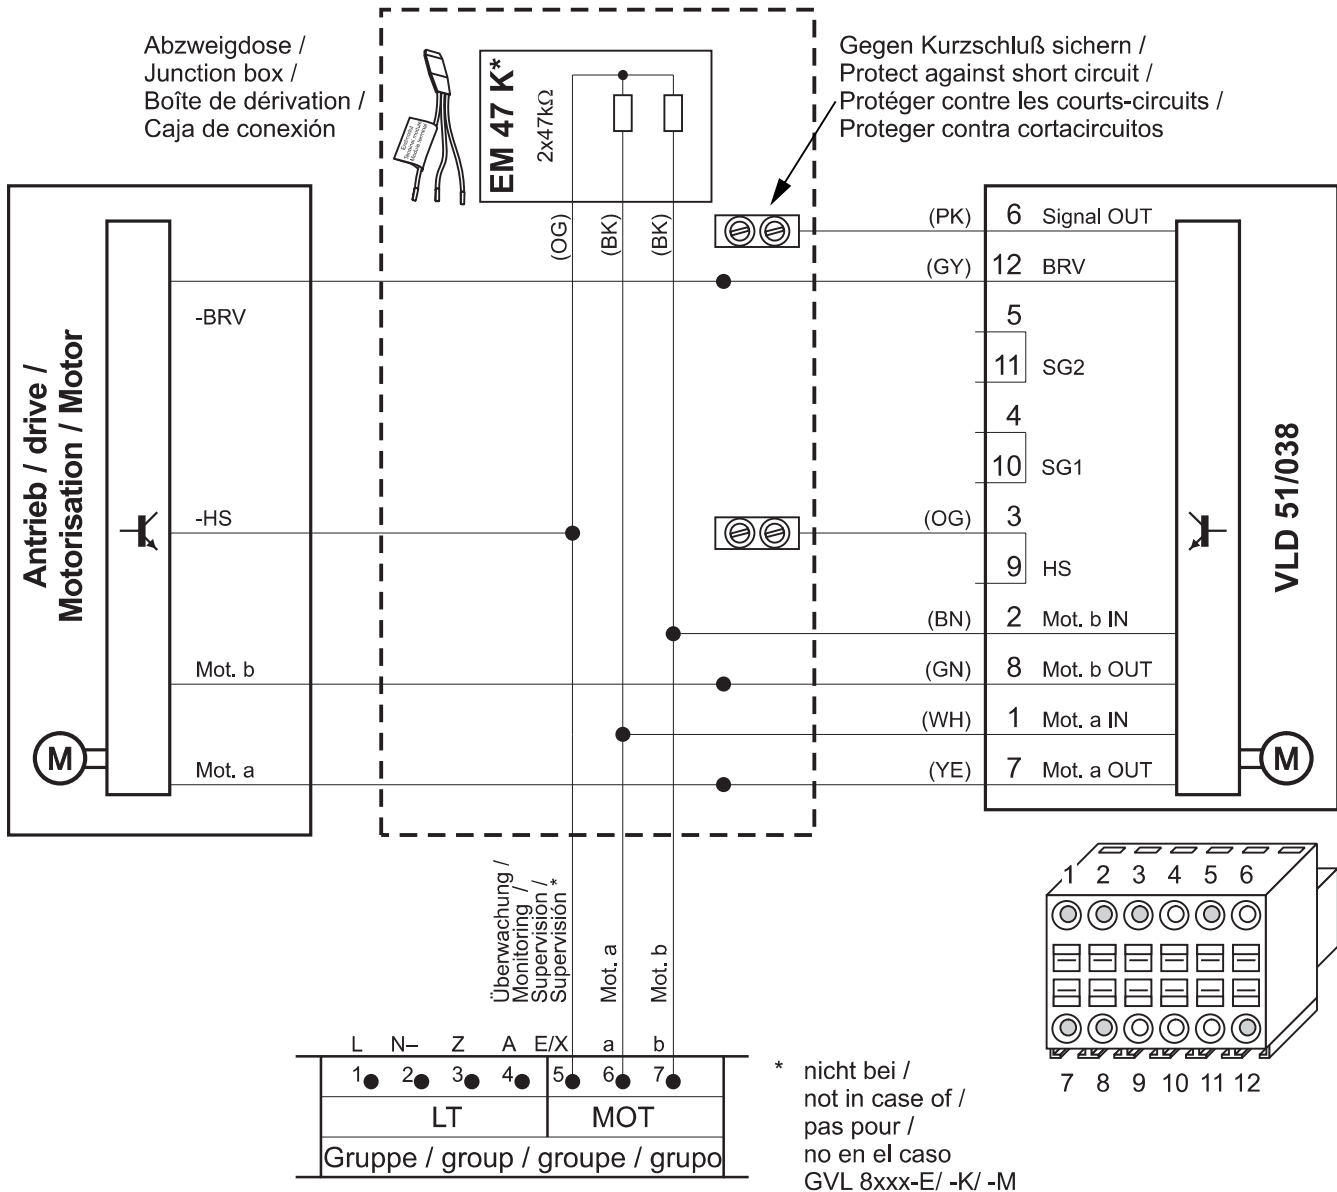 Abzweigdose /
Junction box /
Boîte de dérivation /
Caja de conexión
EM 47 K*
2x47kΩ
Gegen Kurzschluß sichern /
Protect against short circuit /
Protéger contre les courts-circuits /
Proteger contra cortacircuitos
(OG)
(BK)
(BK)
Antrieb / drive /
Motorisation / Motor
-BRV
-HS
Mot. b
Mot. a
M
(PK) 6 Signal OUT
(GY) 12 BRV
5
11 SG2
4
10 SG1
(OG) 3
9 HS
(BN) 2 Mot. b IN
(GN) 8 Mot. b OUT
(WH) 1 Mot. a IN
(YE) 7 Mot. a OUT
VLD 51/038
M
Überwachung /
Monitoring /
Supervision /
Supervisión *
Mot. a
Mot. b
L N– Z A E/X a b
1 2 3 4 5 6 7
LT MOT
Gruppe / group / groupe / grupo
* nicht bei /
not in case of /
pas pour /
no en el caso
GVL 8xxx-E/ -K/ -M
1 2 3 4 5 6
7 8 9 10 11 12